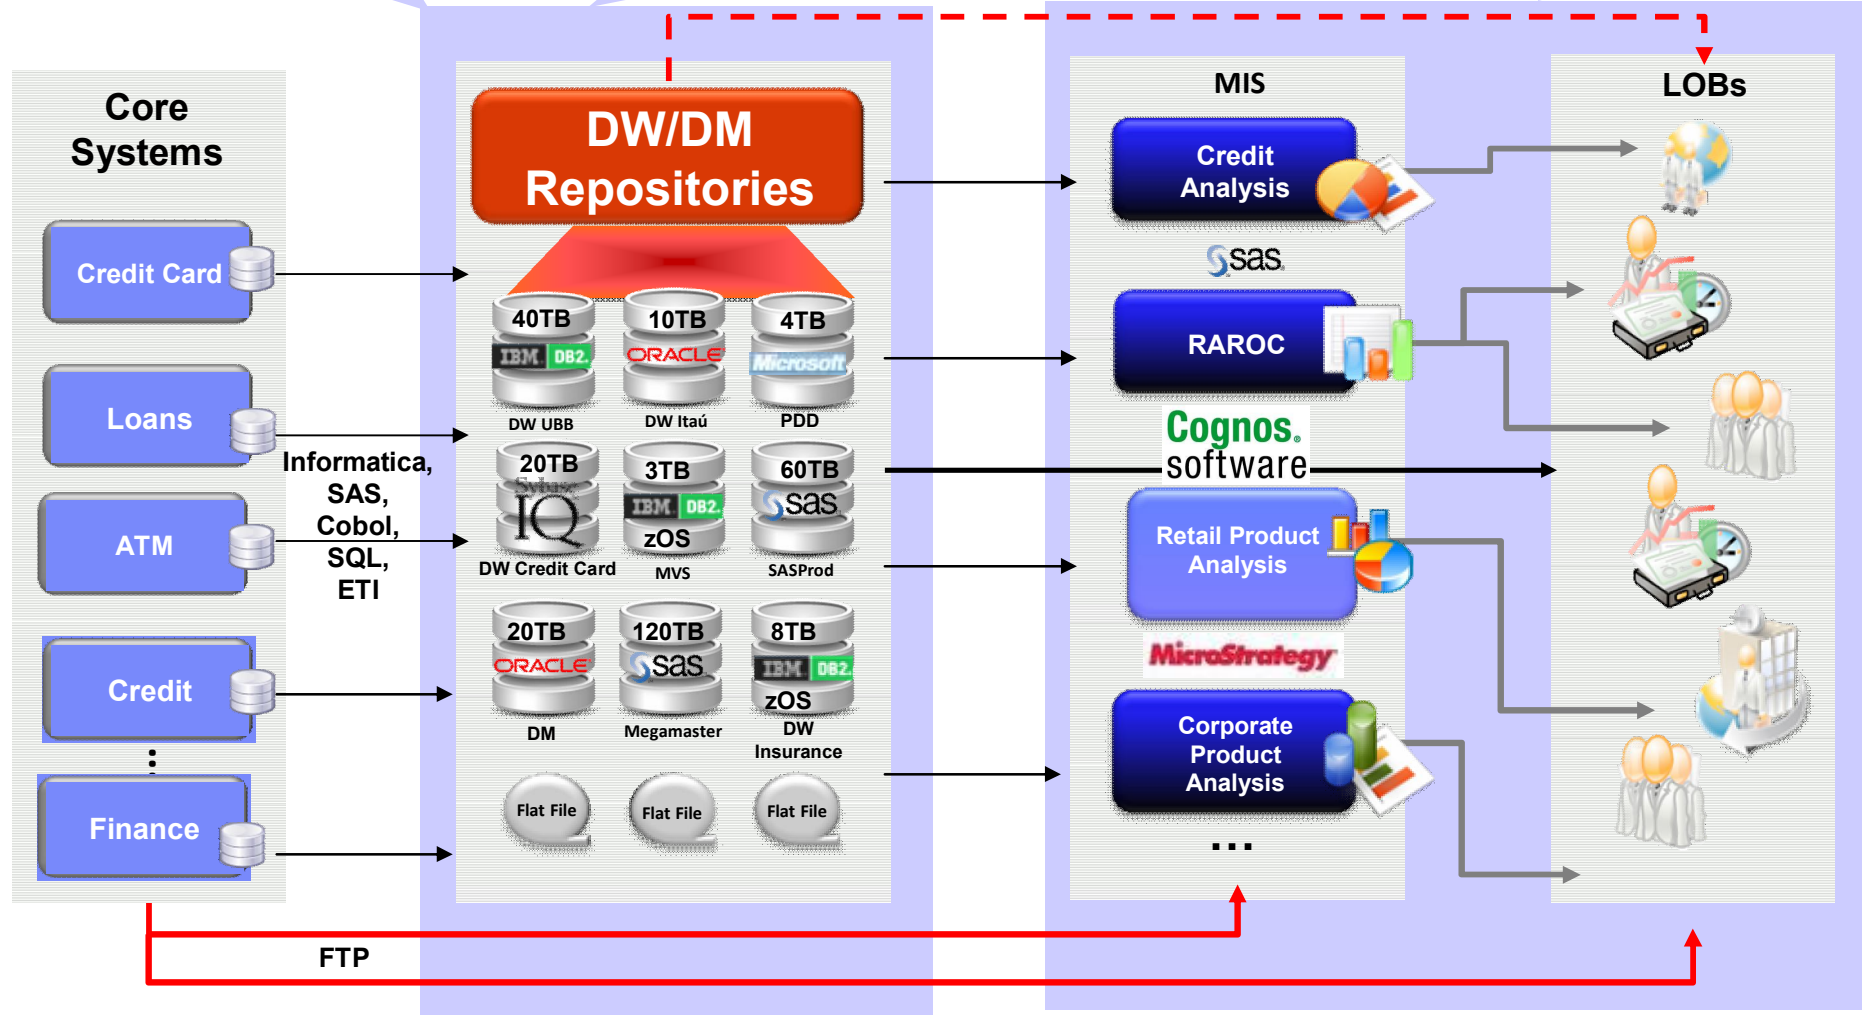 Core
Systems
Credit Card
Loans
ATM
Credit
⋮
Finance
Informatica,
SAS,
Cobol,
SQL,
ETI
FTP
DW/DM
Repositories
40TB
IBM DB2.
DW UBB
10TB
ORACLE
DW Itaú
4TB
Microsoft
PDD
20TB
Sybase
IQ
DW Credit Card
3TB
IBM DB2.
zOS
MVS
60TB
sas
SASProd
20TB
ORACLE
DM
120TB
sas
Megamaster
8TB
IBM DB2.
zOS
DW
Insurance
Flat File
Flat File
Flat File
MIS
Credit
Analysis
sas
RAROC
Cognos.
software
Retail Product
Analysis
MicroStrategy
Corporate
Product
Analysis
...
LOBs